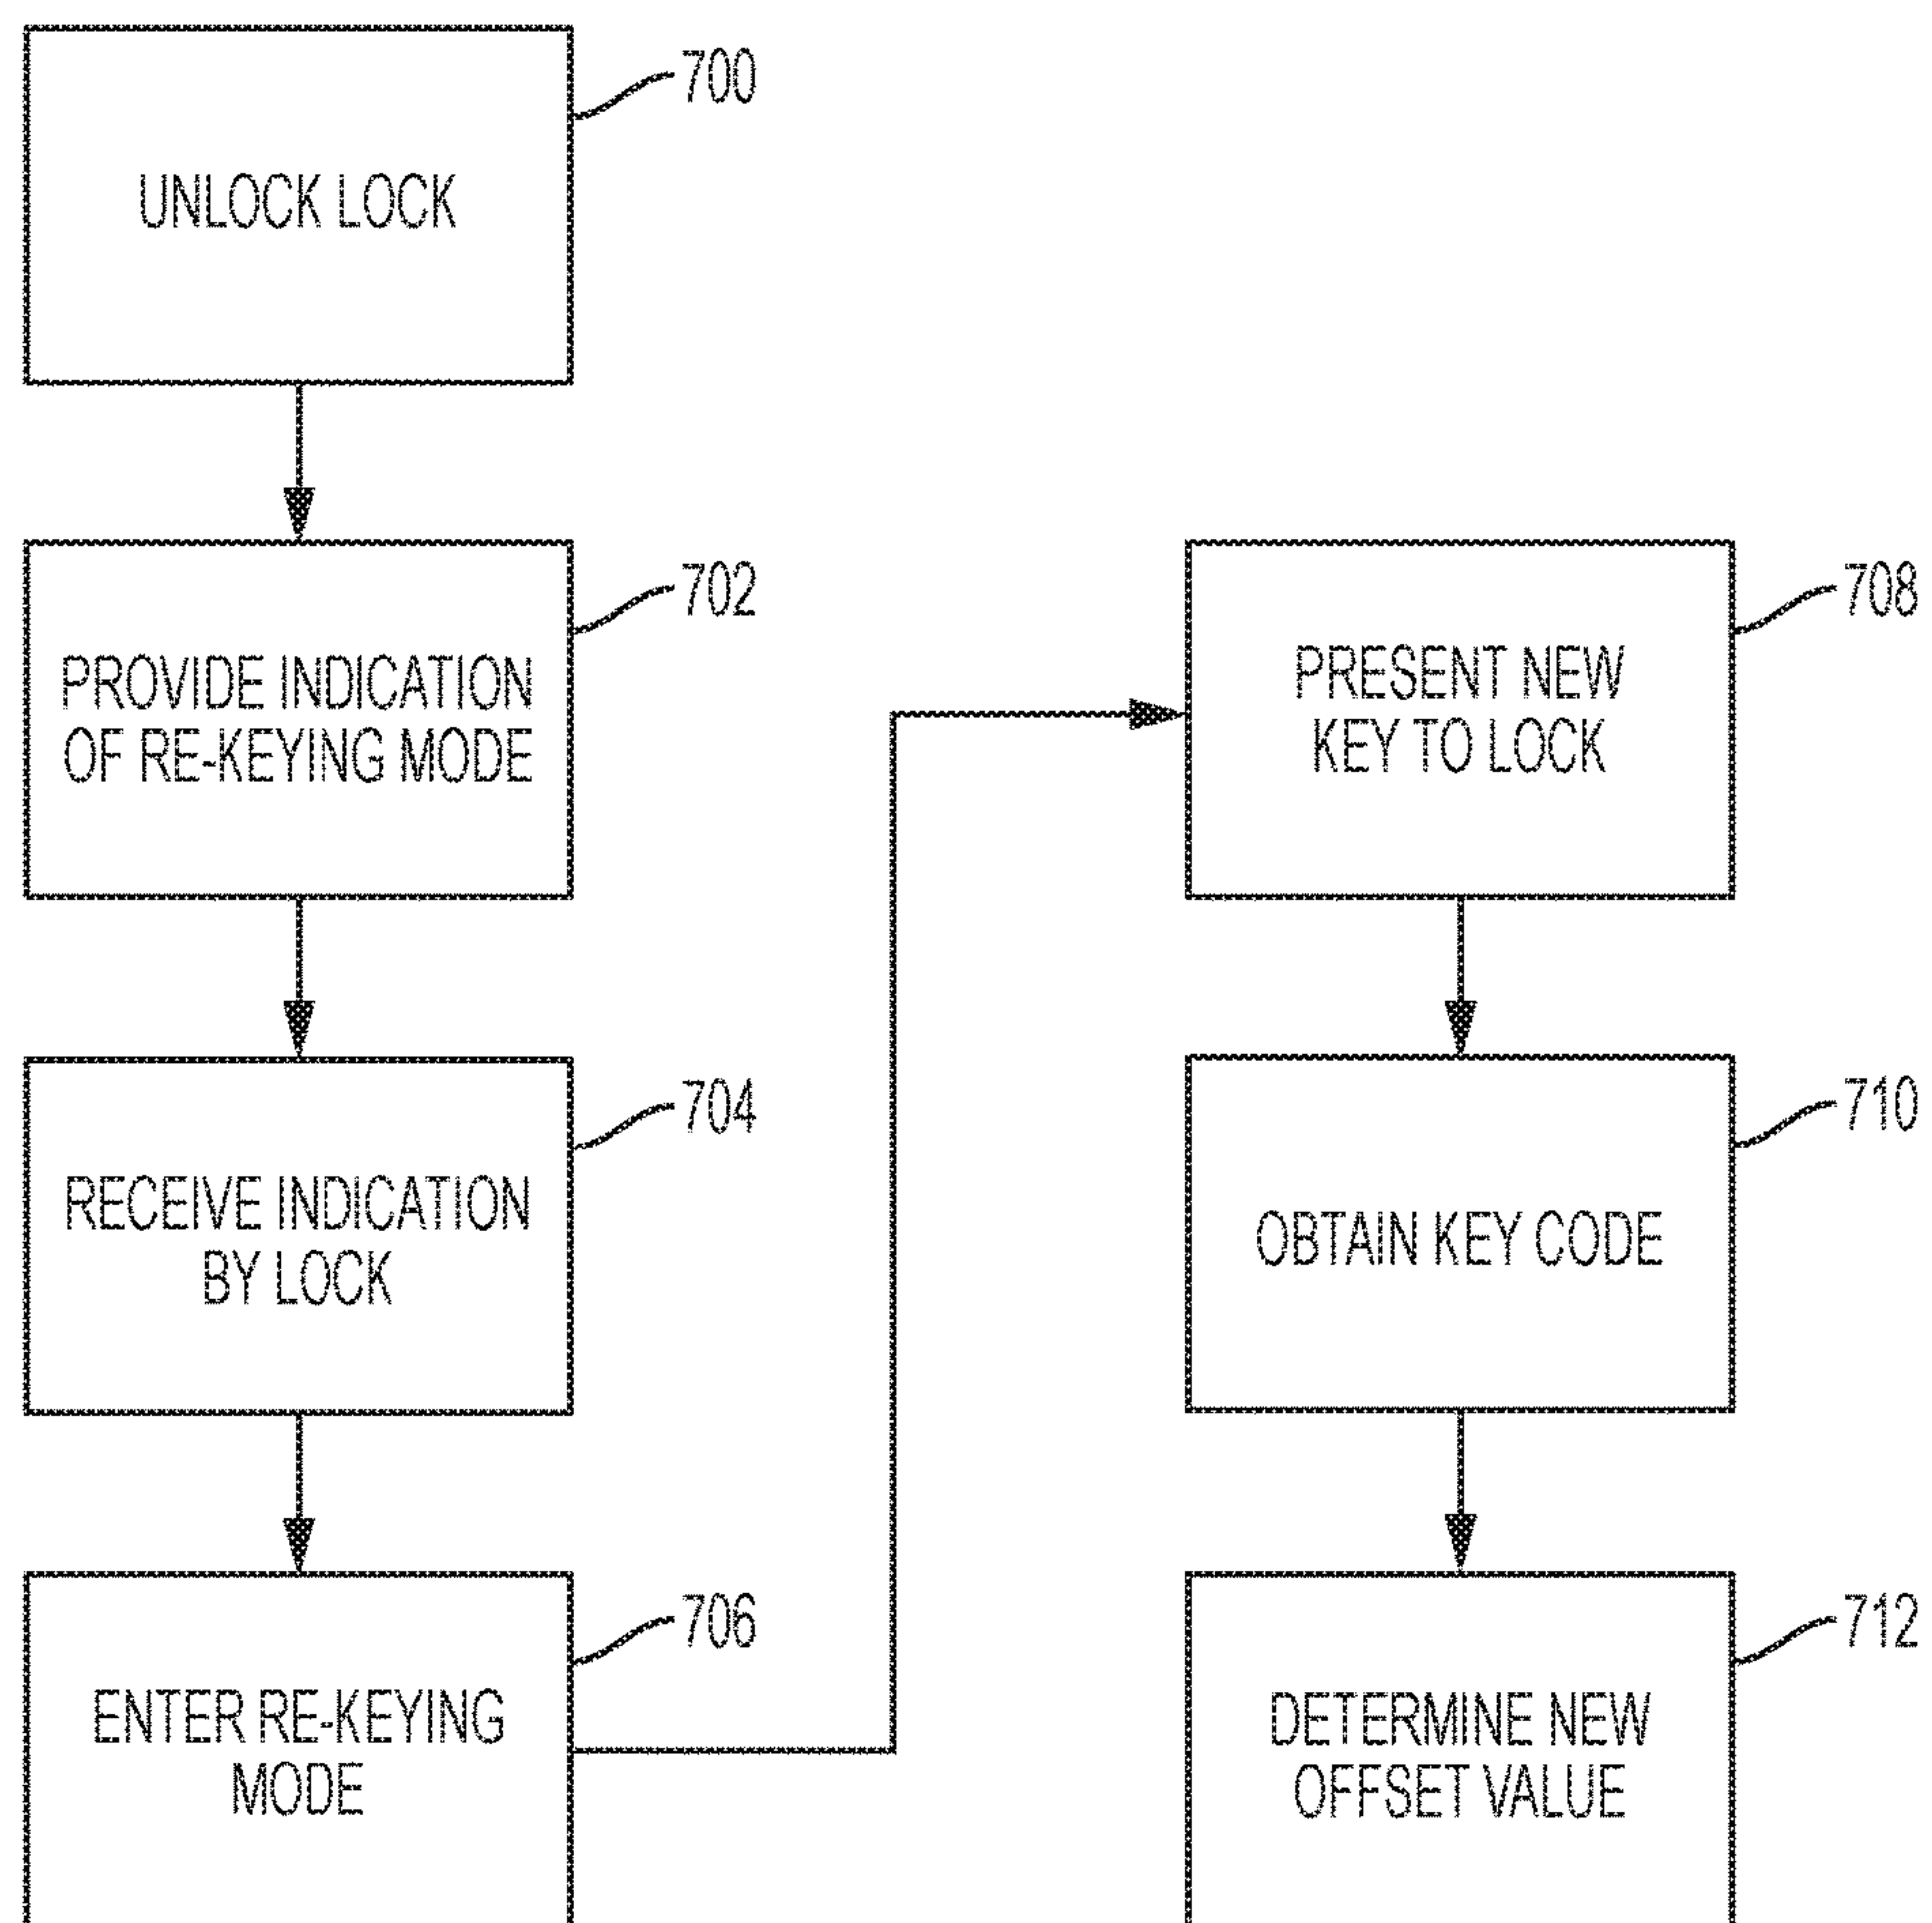 700
UNLOCK LOCK
702
PROVIDE INDICATION
OF RE-KEYING MODE
704
RECEIVE INDICATION
BY LOCK
706
ENTER RE-KEYING
MODE
708
PRESENT NEW
KEY TO LOCK
710
OBTAIN KEY CODE
712
DETERMINE NEW
OFFSET VALUE